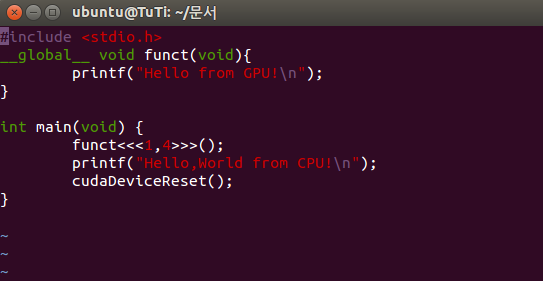 ubuntu@TuTi: ~/문서
#include <stdio.h>
__global__ void funct(void){
        printf("Hello from GPU!\n");
}

int main(void) {
        funct<<<1,4>>>();
        printf("Hello,World from CPU!\n");
        cudaDeviceReset();
}

~
~
~